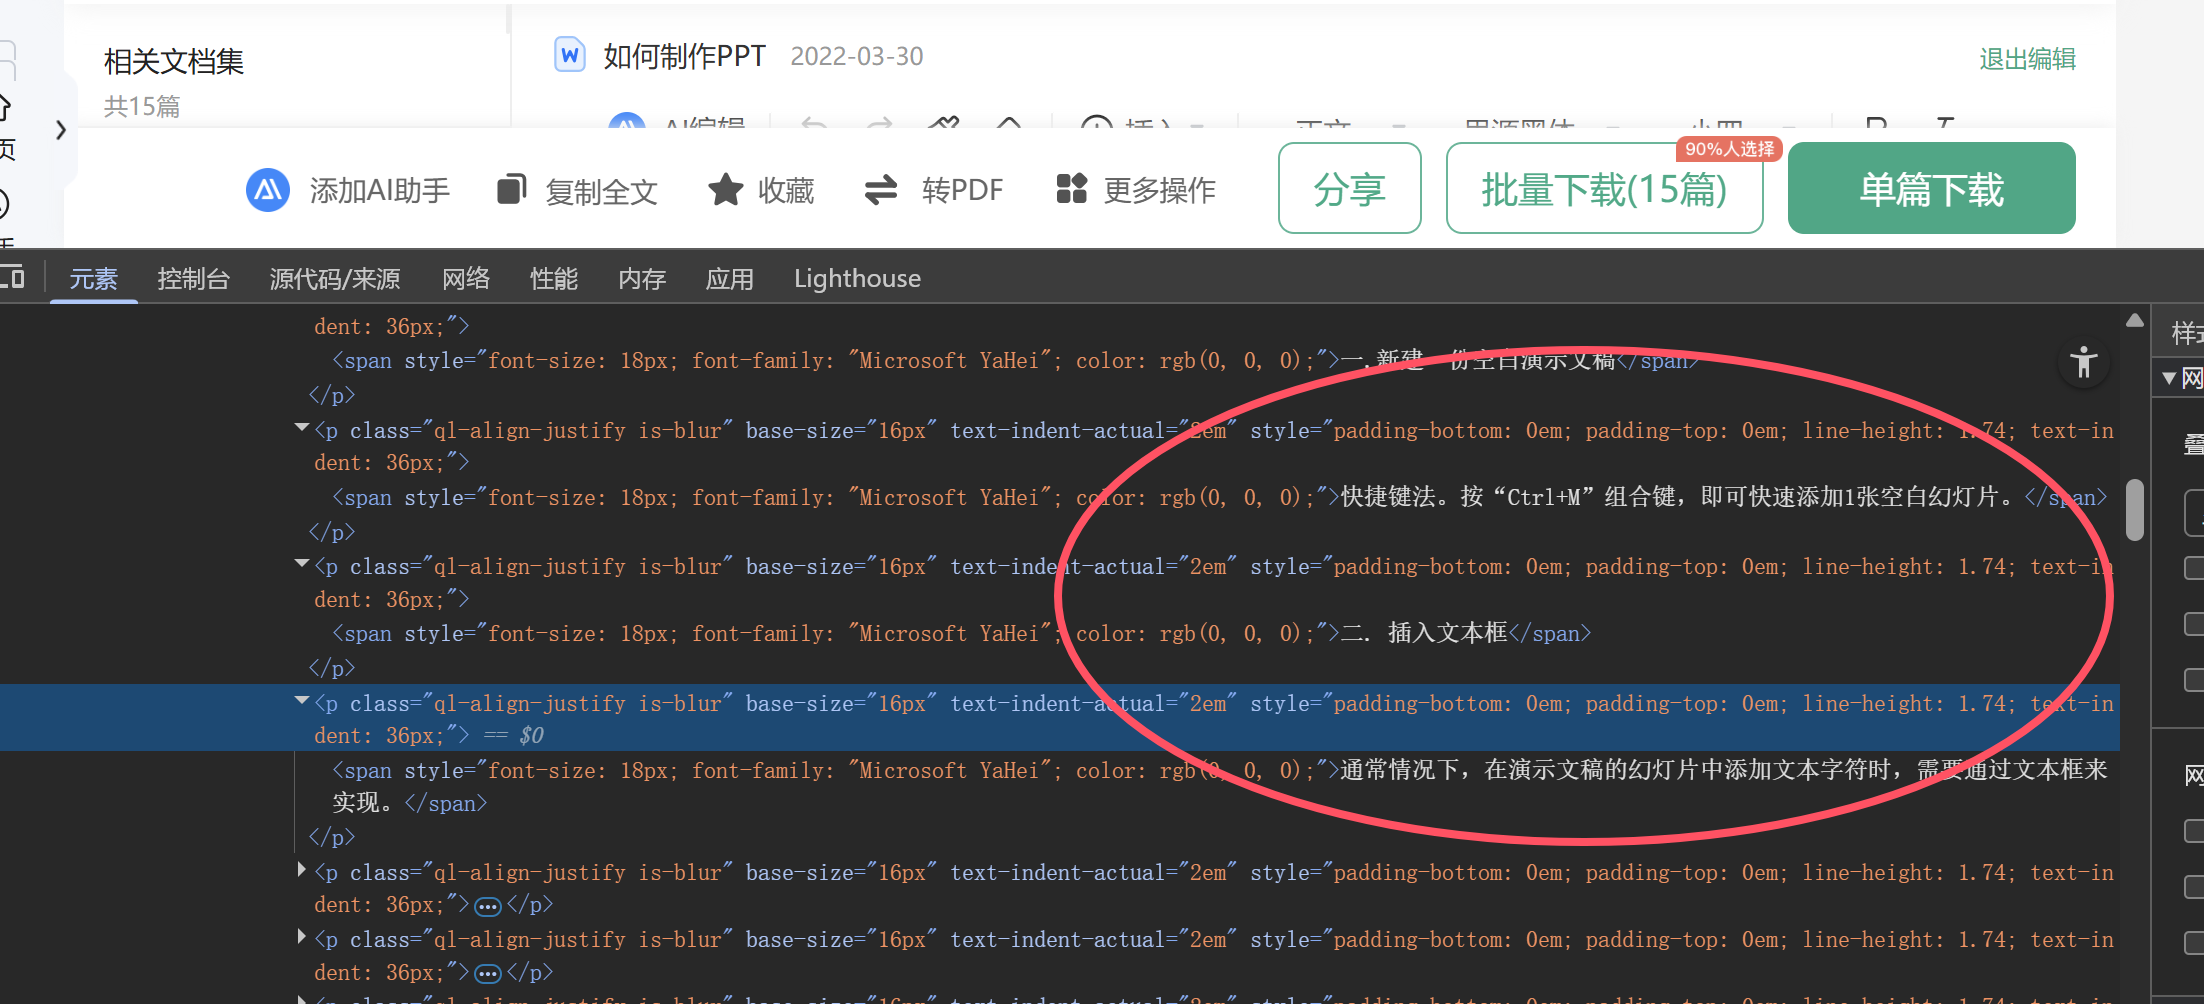 相关文档集
共15篇
如何制作PPT 2022-03-30
退出编辑
页
添加AI助手 复制全文 收藏 转PDF 更多操作 分享 批量下载(15篇) 90%人选择 单篇下载
元素 控制台 源代码/来源 网络 性能 内存 应用 Lighthouse
dent: 36px;">
<span style="font-size: 18px; font-family: "Microsoft YaHei"; color: rgb(0, 0, 0);">一.新建一份空白演示文稿</span>
</p>
<p class="ql-align-justify is-blur" base-size="16px" text-indent-actual="2em" style="padding-bottom: 0em; padding-top: 0em; line-height: 1.74; text-in
dent: 36px;">
<span style="font-size: 18px; font-family: "Microsoft YaHei"; color: rgb(0, 0, 0);">快捷键法。按“Ctrl+M”组合键，即可快速添加1张空白幻灯片。</span>
</p>
<p class="ql-align-justify is-blur" base-size="16px" text-indent-actual="2em" style="padding-bottom: 0em; padding-top: 0em; line-height: 1.74; text-in
dent: 36px;">
<span style="font-size: 18px; font-family: "Microsoft YaHei"; color: rgb(0, 0, 0);">二. 插入文本框</span>
</p>
<p class="ql-align-justify is-blur" base-size="16px" text-indent-actual="2em" style="padding-bottom: 0em; padding-top: 0em; line-height: 1.74; text-in
dent: 36px;"> == $0
<span style="font-size: 18px; font-family: "Microsoft YaHei"; color: rgb(0, 0, 0);">通常情况下，在演示文稿的幻灯片中添加文本字符时，需要通过文本框来
实现。</span>
</p>
<p class="ql-align-justify is-blur" base-size="16px" text-indent-actual="2em" style="padding-bottom: 0em; padding-top: 0em; line-height: 1.74; text-in
dent: 36px;">…</p>
<p class="ql-align-justify is-blur" base-size="16px" text-indent-actual="2em" style="padding-bottom: 0em; padding-top: 0em; line-height: 1.74; text-in
dent: 36px;">…</p>